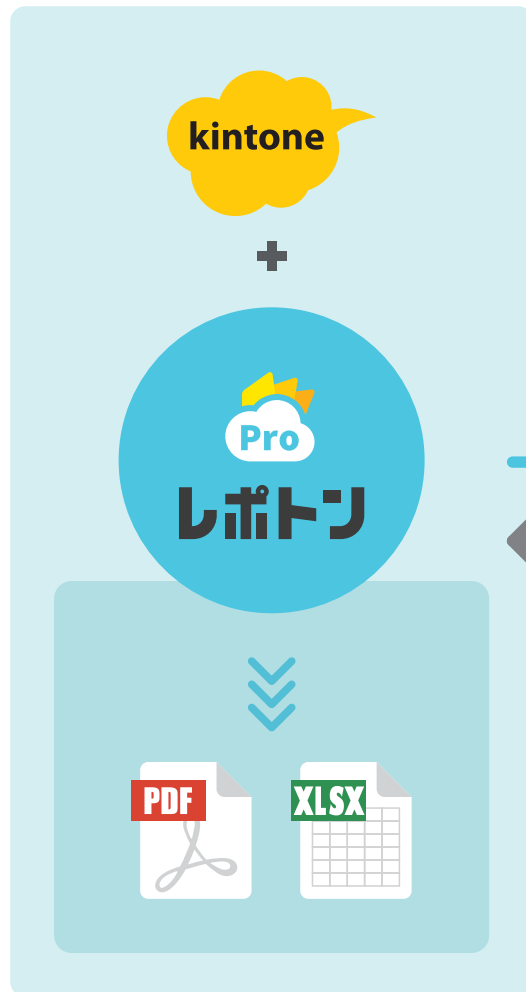 kintone
+
Pro
レポトン
PDF
XLSX